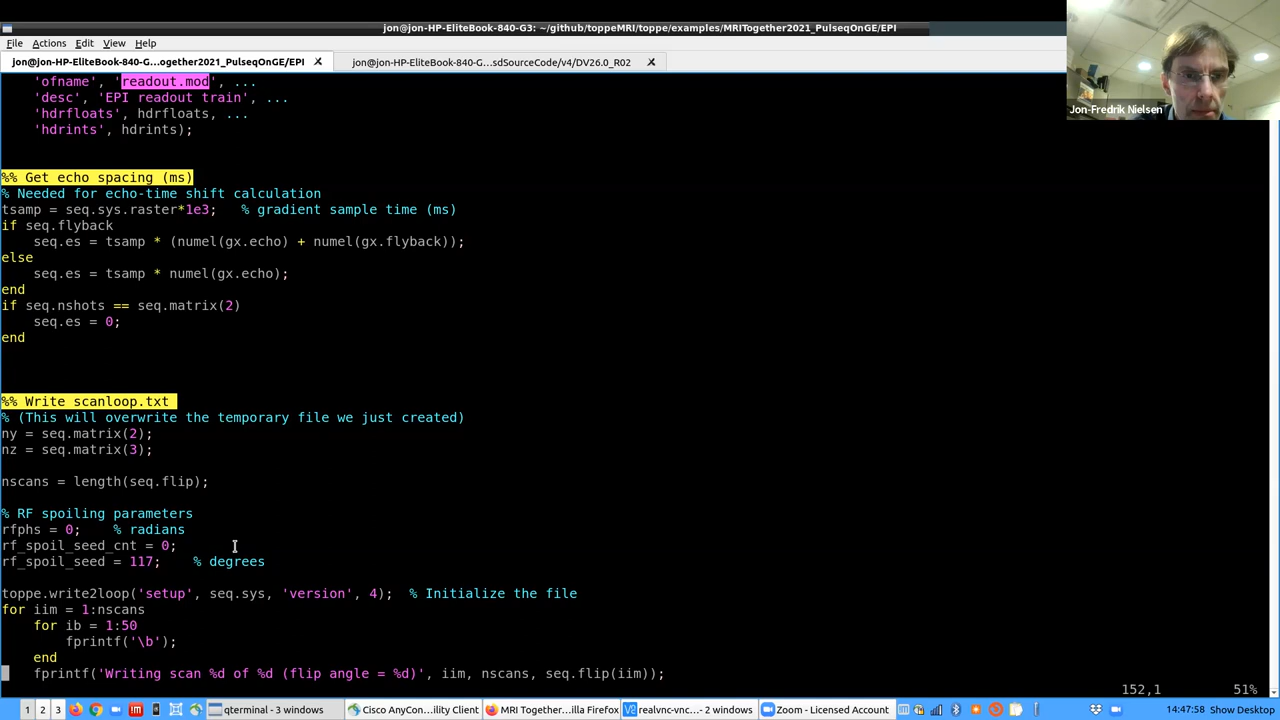 jon@jon-HP-EliteBook-840-G3: ~/github/toppeMRI/toppe/examples/MRITogether2021_PulseqOnGE/EPI
File Actions Edit View Help
jon@jon-HP-EliteBook-840-G...ogether2021_PulseqOnGE/EPI
jon@jon-HP-EliteBook-840-G...sdSourceCode/v4/DV26.0_R02
Jon-Fredrik Nielsen
'ofname', 'readout.mod', ...
'desc', 'EPI readout train', ...
'hdrfloats', hdrfloats, ...
'hdrints', hdrints);
%% Get echo spacing (ms)
% Needed for echo-time shift calculation
tsamp = seq.sys.raster*1e3;   % gradient sample time (ms)
if seq.flyback
    seq.es = tsamp * (numel(gx.echo) + numel(gx.flyback));
else
    seq.es = tsamp * numel(gx.echo);
end
if seq.nshots == seq.matrix(2)
    seq.es = 0;
end
%% Write scanloop.txt
% (This will overwrite the temporary file we just created)
ny = seq.matrix(2);
nz = seq.matrix(3);
nscans = length(seq.flip);
% RF spoiling parameters
rfphs = 0;    % radians
rf_spoil_seed_cnt = 0;
rf_spoil_seed = 117;    % degrees
toppe.write2loop('setup', seq.sys, 'version', 4);  % Initialize the file
for iim = 1:nscans
    for ib = 1:50
        fprintf('\b');
    end
    fprintf('Writing scan %d of %d (flip angle = %d)', iim, nscans, seq.flip(iim));
152,1 51%
1 2 3 qterminal - 3 windows Cisco AnyCon...ility Client MRI Together,...illa Firefox realvnc-vnc... - 2 windows Zoom - Licensed Account 14:47:58 Show Desktop